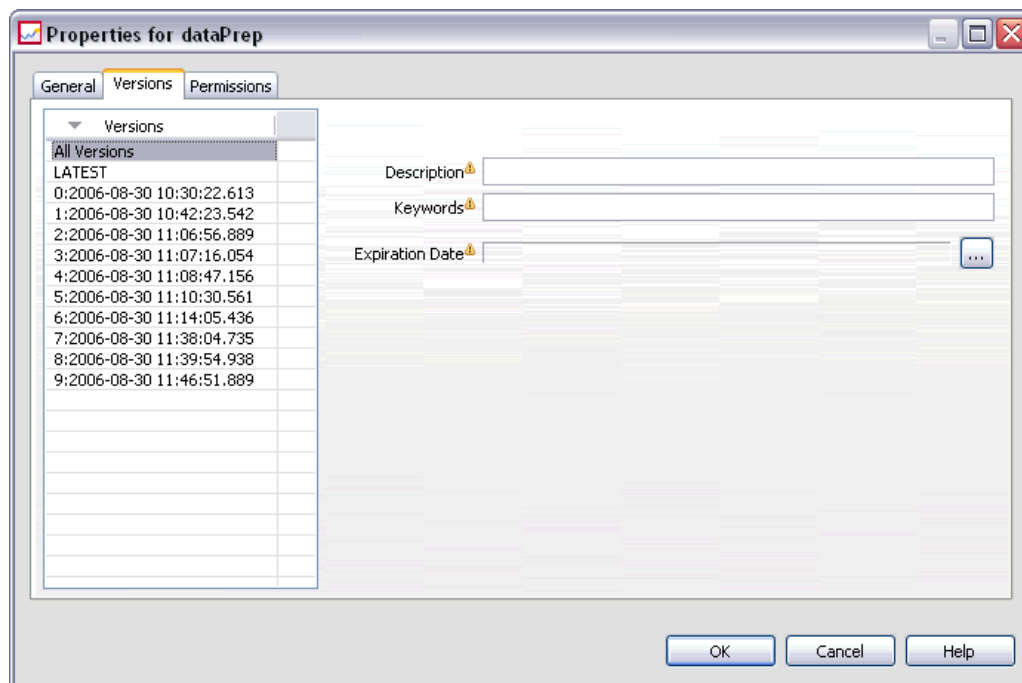 Properties for dataPrep
General Versions Permissions
Versions
All Versions
LATEST
0:2006-08-30 10:30:22.613
1:2006-08-30 10:42:23.542
2:2006-08-30 11:06:56.889
3:2006-08-30 11:07:16.054
4:2006-08-30 11:08:47.156
5:2006-08-30 11:10:30.561
6:2006-08-30 11:14:05.436
7:2006-08-30 11:38:04.735
8:2006-08-30 11:39:54.938
9:2006-08-30 11:46:51.889
Description
Keywords
Expiration Date ...
OK Cancel Help